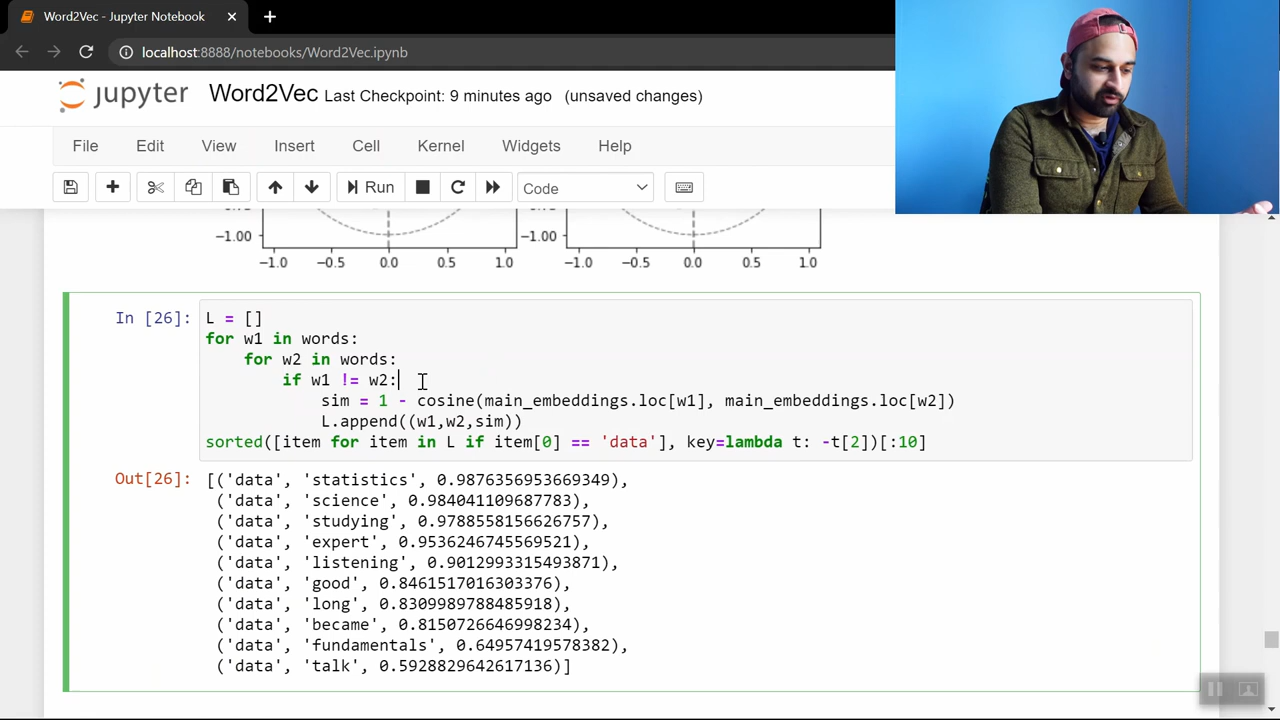 Word2Vec - Jupyter Notebook
localhost:8888/notebooks/Word2Vec.ipynb
jupyter Word2Vec Last Checkpoint: 9 minutes ago (unsaved changes)
File Edit View Insert Cell Kernel Widgets Help
Run Code
−1.00 −1.00
−1.0 −0.5 0.0 0.5 1.0 −1.0 −0.5 0.0 0.5 1.0
In [26]: L = []
for w1 in words:
for w2 in words:
if w1 != w2:
sim = 1 - cosine(main_embeddings.loc[w1], main_embeddings.loc[w2])
L.append((w1,w2,sim))
sorted([item for item in L if item[0] == 'data'], key=lambda t: -t[2])[:10]
Out[26]: [('data', 'statistics', 0.9876356953669349),
('data', 'science', 0.984041109687783),
('data', 'studying', 0.9788558156626757),
('data', 'expert', 0.9536246745569521),
('data', 'listening', 0.9012993315493871),
('data', 'good', 0.8461517016303376),
('data', 'long', 0.8309989788485918),
('data', 'became', 0.8150726646998234),
('data', 'fundamentals', 0.64957419578382),
('data', 'talk', 0.5928829642617136)]